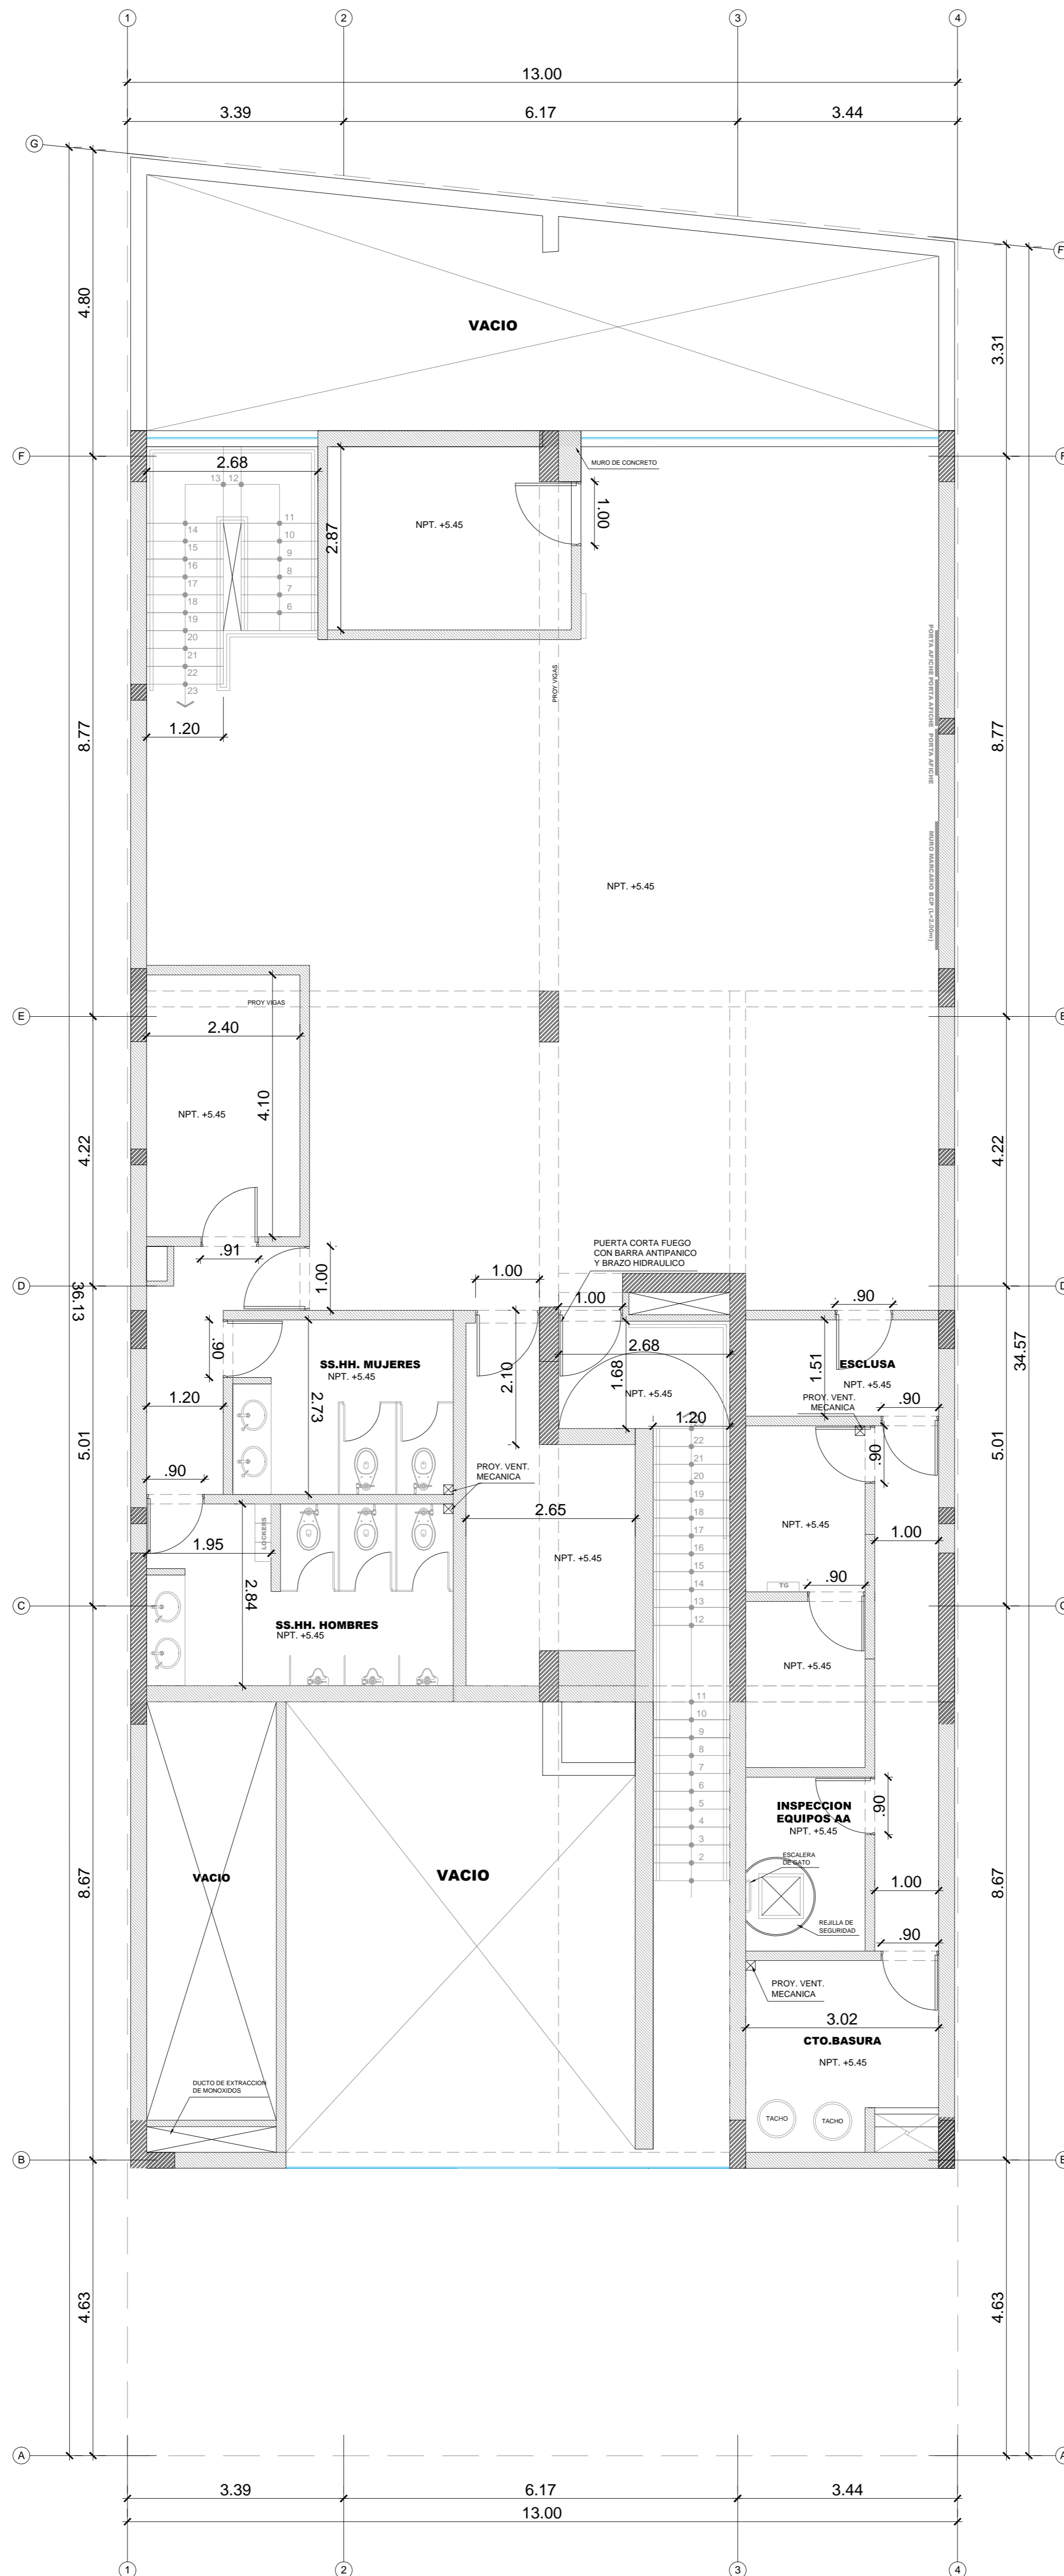 1
2
3
4
13.00
3.39
6.17
3.44
G
F
4.80
3.31
VACIO
F
F
2.68
MURO DE CONCRETO
13
12
11
10
9
8
7
6
14
15
16
17
18
19
20
21
22
23
2.87
NPT. +5.45
1.00
PROY VIGAS
1.20
8.77
8.77
PORTA AFICHE
PORTA AFICHE
PORTA AFICHE
MURO MARCARIO BCP (L=2.00m)
NPT. +5.45
E
E
PROY VIGAS
2.40
4.10
NPT. +5.45
4.22
4.22
.91
1.00
PUERTA CORTA FUEGO
CON BARRA ANTIPANICO
Y BRAZO HIDRAULICO
1.00
1.00
D
D
36.13
34.57
.90
.90
SS.HH. MUJERES
NPT. +5.45
2.73
2.10
1.68
2.68
NPT. +5.45
1.51
ESCLUSA
NPT. +5.45
PROY. VENT.
MECANICA
.90
.90
1.20
1.20
5.01
5.01
.90
PROY. VENT.
MECANICA
22
21
20
19
18
17
16
15
14
13
12
2.65
NPT. +5.45
NPT. +5.45
1.00
LOCKERS
1.95
2.84
TG
.90
C
C
SS.HH. HOMBRES
NPT. +5.45
NPT. +5.45
11
10
9
8
7
6
5
4
3
2
INSPECCION
EQUIPOS AA
NPT. +5.45
.90
ESCALERA
DE GATO
REJILLA DE
SEGURIDAD
1.00
.90
VACIO
VACIO
8.67
8.67
PROY. VENT.
MECANICA
3.02
CTO.BASURA
NPT. +5.45
DUCTO DE EXTRACCION
DE MONOXIDOS
TACHO
TACHO
B
B
4.63
4.63
A
A
3.39
6.17
3.44
13.00
1
2
3
4